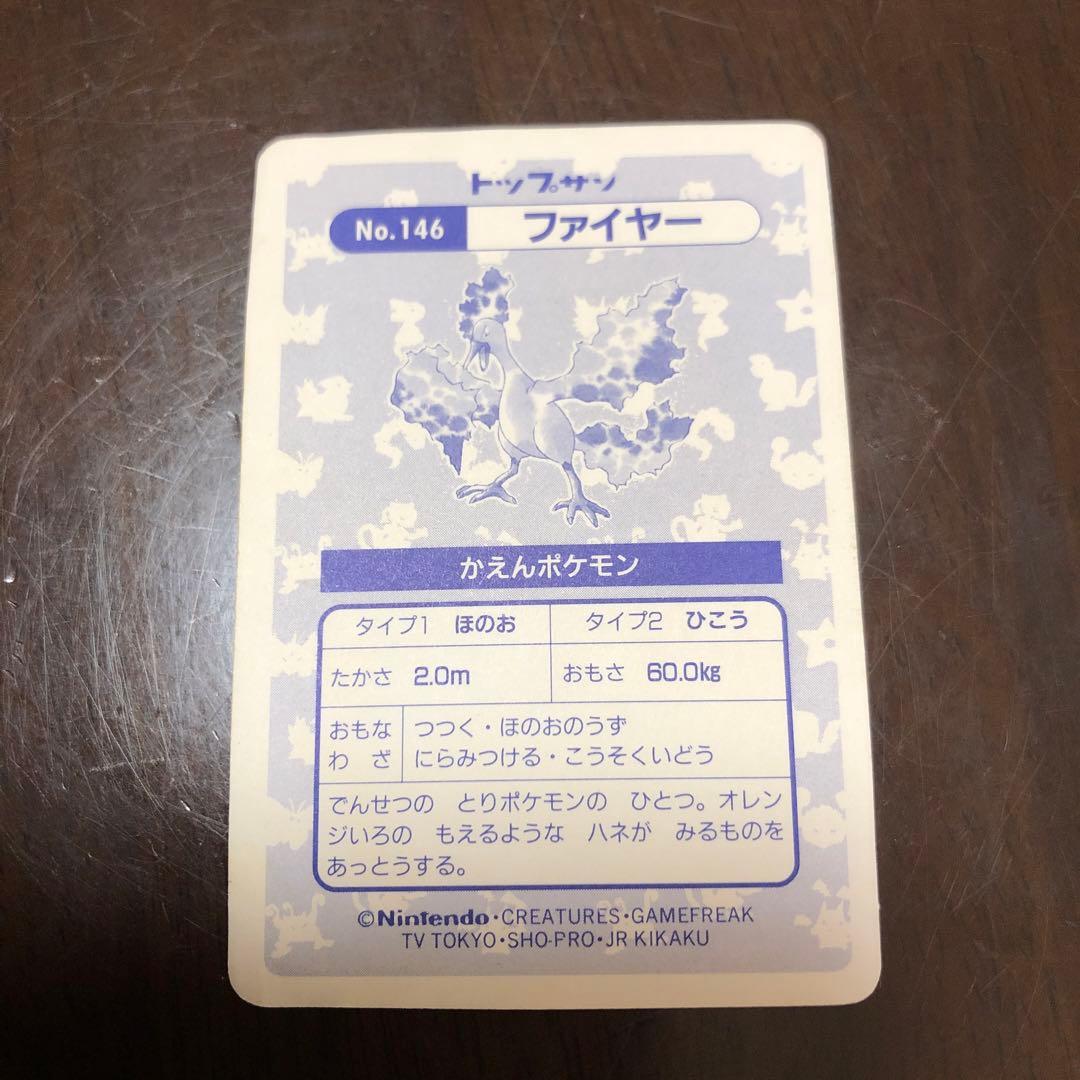 トップサン
No.146 ファイヤー
かえんポケモン
タイプ1 ほのお タイプ2 ひこう
たかさ 2.0m おもさ 60.0kg
おもな つつく・ほのおのうず
わ ざ にらみつける・こうそくいどう
でんせつの とりポケモンの ひとつ。オレン
ジいろの もえるような ハネが みるものを
あっとうする。
©Nintendo・CREATURES・GAMEFREAK
TV TOKYO・SHO-PRO・JR KIKAKU